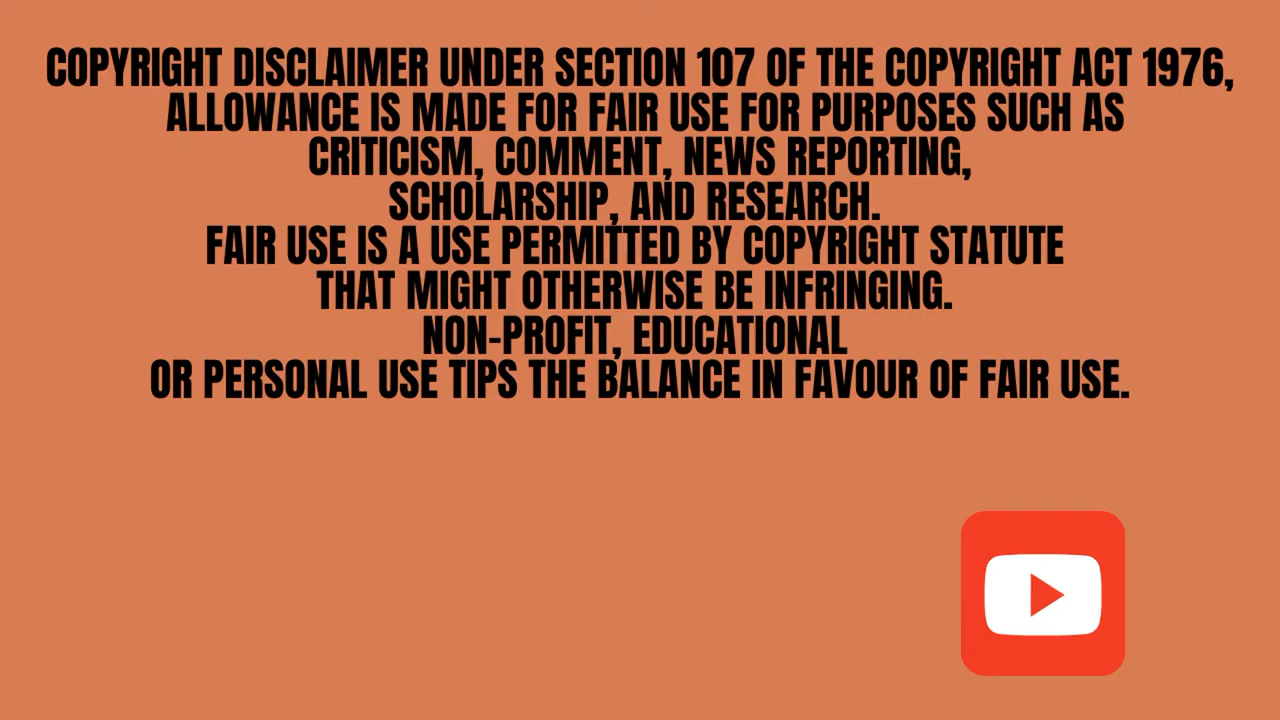 COPYRIGHT DISCLAIMER UNDER SECTION 107 OF THE COPYRIGHT ACT 1976,
ALLOWANCE IS MADE FOR FAIR USE FOR PURPOSES SUCH AS
CRITICISM, COMMENT, NEWS REPORTING,
SCHOLARSHIP, AND RESEARCH.
FAIR USE IS A USE PERMITTED BY COPYRIGHT STATUTE
THAT MIGHT OTHERWISE BE INFRINGING.
NON-PROFIT, EDUCATIONAL
OR PERSONAL USE TIPS THE BALANCE IN FAVOUR OF FAIR USE.